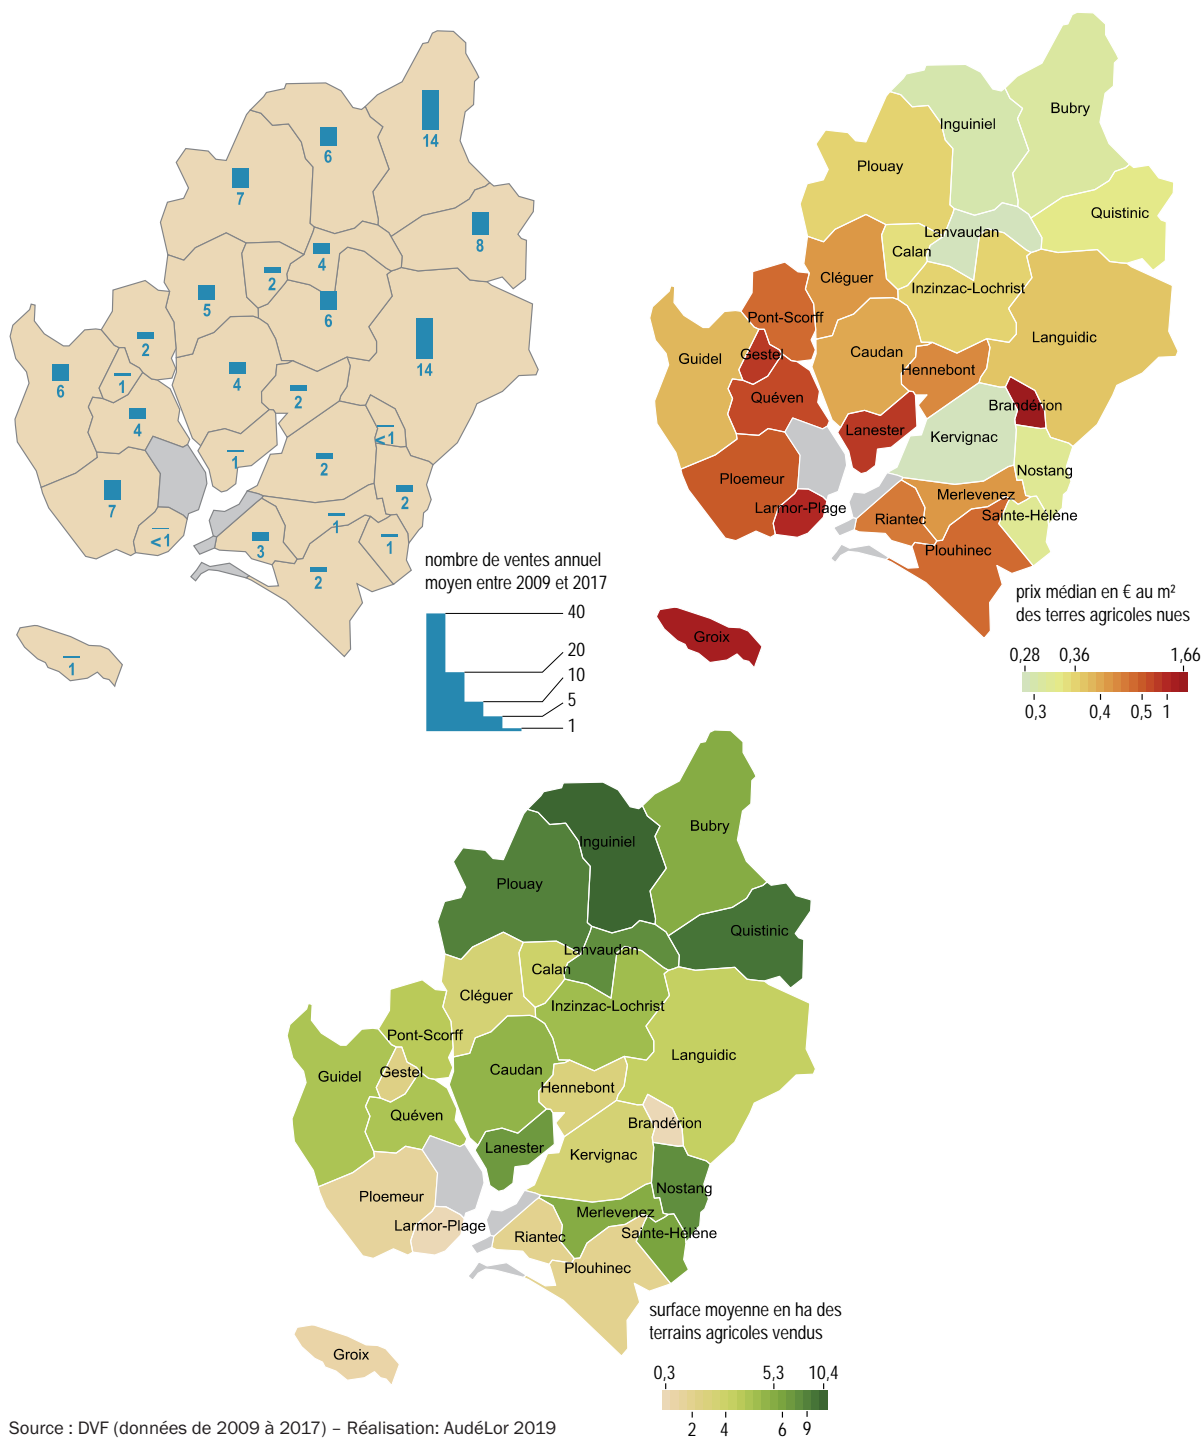 14
6
7
8
4
2
5
6
2
14
6
1
4
2
4
<1
1
2
7
2
<1
3
1
1
2
1
nombre de ventes annuel
moyen entre 2009 et 2017
40
20
10
5
1
Bubry
Inguiniel
Plouay
Quistinic
Lanvaudan
Calan
Cléguer
Inzinzac-Lochrist
Pont-Scorff
Languidic
Guidel
Gestel
Caudan
Hennebont
Quéven
Brandérion
Lanester
Kervignac
Nostang
Ploemeur
Merlevenez
Larmor-Plage
Riantec
Sainte-Hélène
Plouhinec
Groix
prix médian en € au m²
des terres agricoles nues
0,28 0,36 1,66
0,3 0,4 0,5 1
Bubry
Inguiniel
Plouay
Quistinic
Lanvaudan
Calan
Cléguer
Inzinzac-Lochrist
Pont-Scorff
Languidic
Guidel
Gestel
Caudan
Hennebont
Quéven
Brandérion
Lanester
Kervignac
Nostang
Ploemeur
Merlevenez
Larmor-Plage
Riantec
Sainte-Hélène
Plouhinec
Groix
surface moyenne en ha des
terrains agricoles vendus
0,3 5,3 10,4
2 4 6 9
Source : DVF (données de 2009 à 2017) – Réalisation: AudéLor 2019